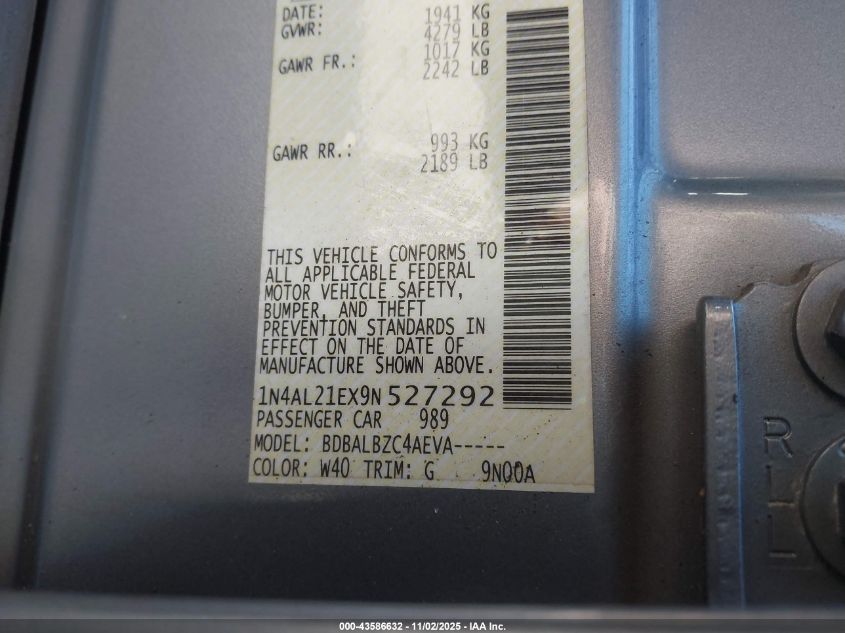 DATE: 1941 KG
GVWR: 4279 LB
1017 KG
GAWR FR.: 2242 LB
993 KG
GAWR RR.: 2189 LB
THIS VEHICLE CONFORMS TO
ALL APPLICABLE FEDERAL
MOTOR VEHICLE SAFETY,
BUMPER, AND THEFT
PREVENTION STANDARDS IN
EFFECT ON THE DATE OF
MANUFACTURE SHOWN ABOVE.
1N4AL21EX9N 527292
PASSENGER CAR 989
MODEL: BDBALBZC4AEVA-----
COLOR: W40 TRIM: G 9N00A
R
L
L
000-43586632 - 11/02/2025 - IAA Inc.